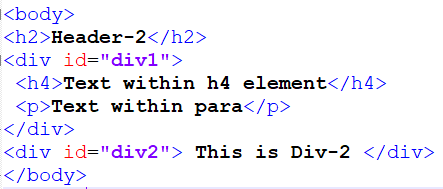 <body>
<h2>Header-2</h2>
<div id="div1">
 <h4>Text within h4 element</h4>
 <p>Text within para</p>
</div>
<div id="div2"> This is Div-2 </div>
</body>